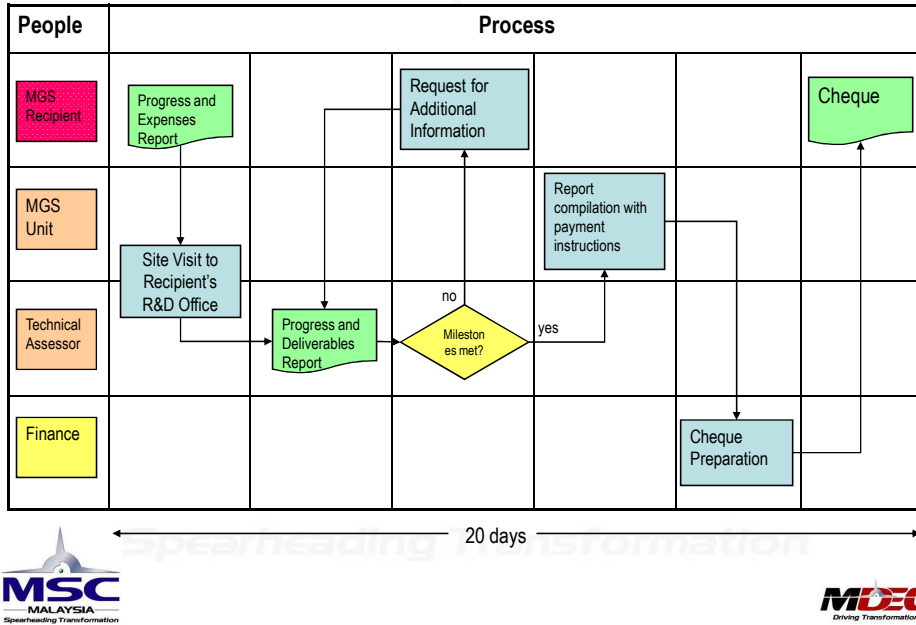 People
Process
MGS
Recipient
Progress and
Expenses
Report
Request for
Additional
Information
Cheque
MGS
Unit
Site Visit to
Recipient's
R&D Office
Report
compilation with
payment
instructions
Technical
Assessor
Progress and
Deliverables
Report
no
Mileston
es met?
yes
Finance
Cheque
Preparation
20 days
Spearheading Transformation
MSC
MALAYSIA
Spearheading Transformation
MDEC
Driving Transformation